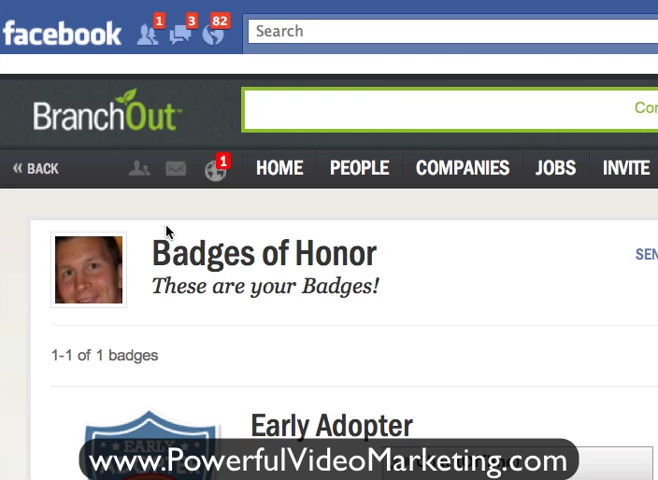 facebook
1 3 82
Search
BranchOut
Con
« BACK
1
HOME PEOPLE COMPANIES JOBS INVITE
Badges of Honor
SEN
These are your Badges!
1-1 of 1 badges
Early Adopter
EARLY
www.PowerfulVideoMarketing.com